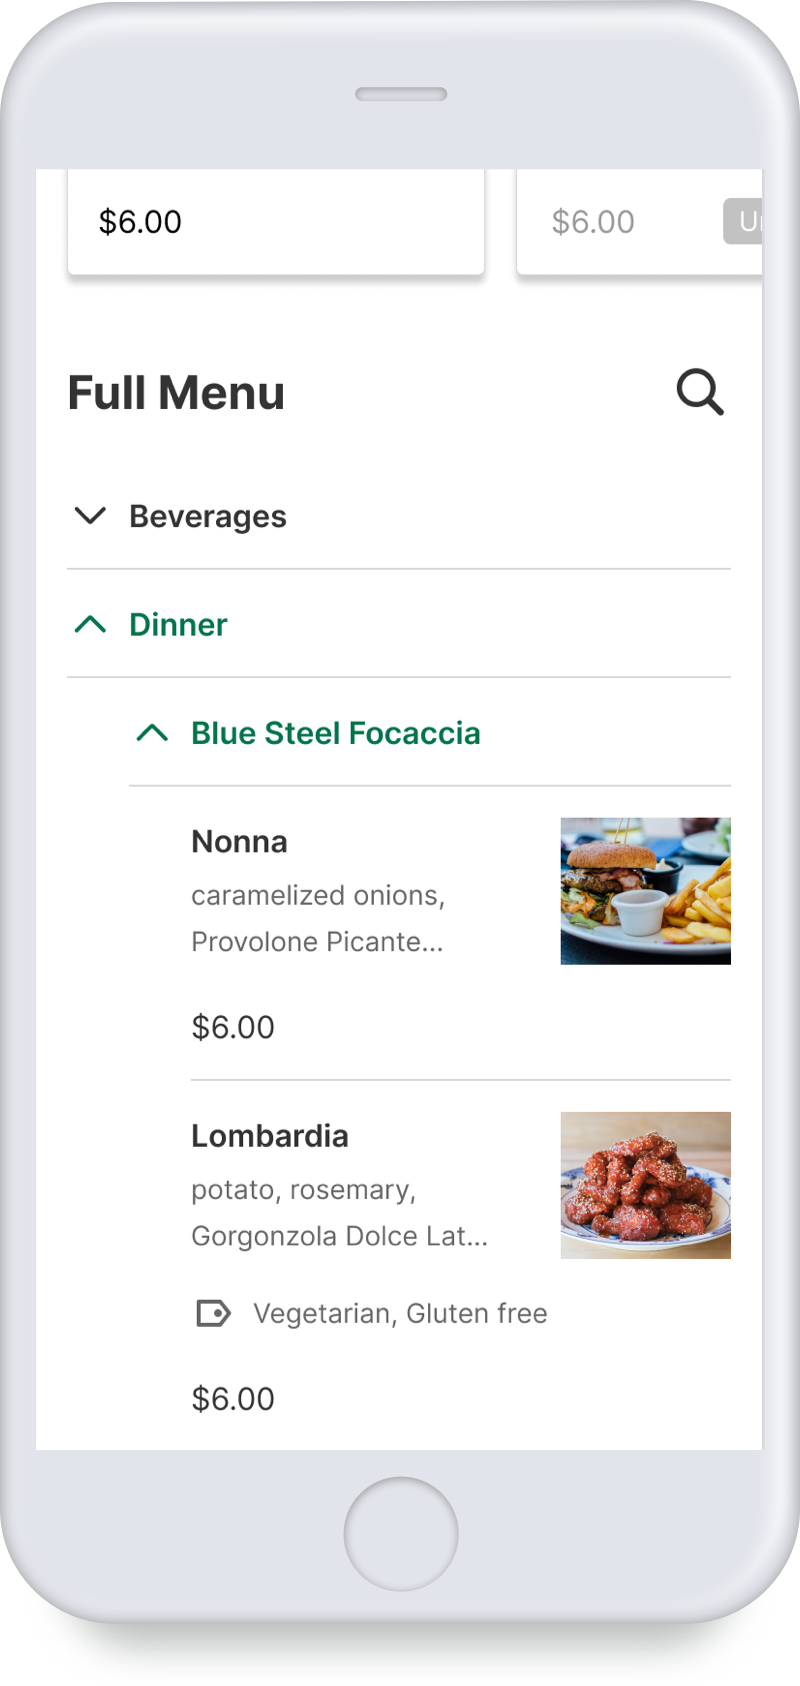 $6.00
$6.00
Full Menu
Beverages
Dinner
Blue Steel Focaccia
Nonna
caramelized onions,
Provolone Picante...
$6.00
Lombardia
potato, rosemary,
Gorgonzola Dolce Lat...
Vegetarian, Gluten free
$6.00